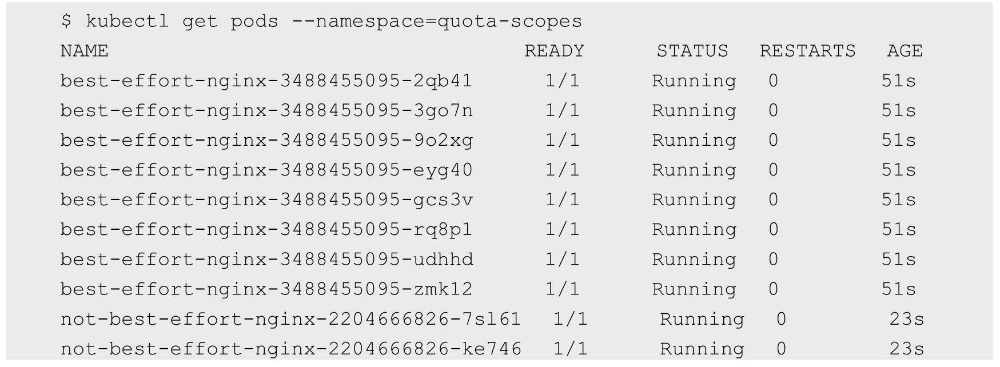 $ kubectl get pods --namespace=quota-scopes
NAME READY STATUS RESTARTS AGE
best-effort-nginx-3488455095-2qb41 1/1 Running 0 51s
best-effort-nginx-3488455095-3go7n 1/1 Running 0 51s
best-effort-nginx-3488455095-9o2xg 1/1 Running 0 51s
best-effort-nginx-3488455095-eyg40 1/1 Running 0 51s
best-effort-nginx-3488455095-gcs3v 1/1 Running 0 51s
best-effort-nginx-3488455095-rq8p1 1/1 Running 0 51s
best-effort-nginx-3488455095-udhhd 1/1 Running 0 51s
best-effort-nginx-3488455095-zmk12 1/1 Running 0 51s
not-best-effort-nginx-2204666826-7sl61 1/1 Running 0 23s
not-best-effort-nginx-2204666826-ke746 1/1 Running 0 23s